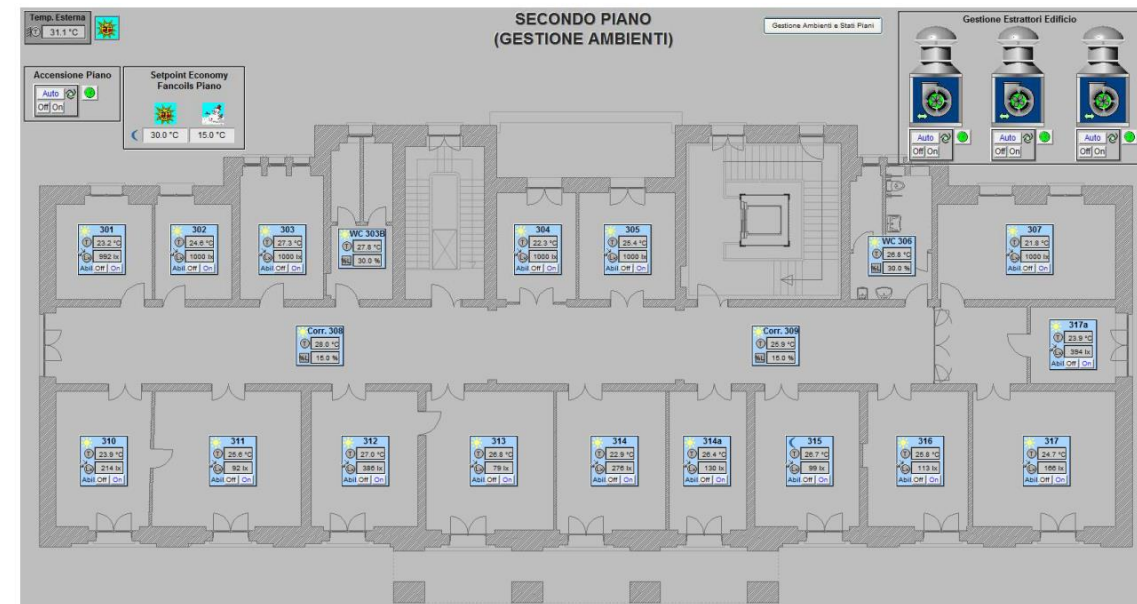 Temp. Esterna
31.1 °C
SECONDO PIANO
(GESTIONE AMBIENTI)
Gestione Ambienti e Stati Piani
Gestione Estrattori Edificio
Auto
Off On
Auto
Off On
Auto
Off On
Accensione Piano
Auto
Off On
Setpoint Economy
Fancoils Piano
30.0 °C 15.0 °C
301
23.2 °C
992 lx
Abil. Off On
302
24.6 °C
1000 lx
Abil. Off On
303
27.3 °C
1000 lx
Abil. Off On
WC 303B
27.8 °C
%L 30.0 %
304
22.3 °C
1000 lx
Abil. Off On
305
25.4 °C
1000 lx
Abil. Off On
WC 306
26.8 °C
%L 30.0 %
307
21.8 °C
1000 lx
Abil. Off On
Corr. 308
28.0 °C
%L 15.0 %
Corr. 309
25.9 °C
%L 15.0 %
317a
23.9 °C
394 lx
Abil. Off On
310
23.9 °C
214 lx
Abil. Off On
311
25.6 °C
92 lx
Abil. Off On
312
27.0 °C
386 lx
Abil. Off On
313
26.8 °C
79 lx
Abil. Off On
314
22.9 °C
276 lx
Abil. Off On
314a
26.4 °C
130 lx
Abil. Off On
315
26.7 °C
99 lx
Abil. Off On
316
25.8 °C
113 lx
Abil. Off On
317
24.7 °C
166 lx
Abil. Off On